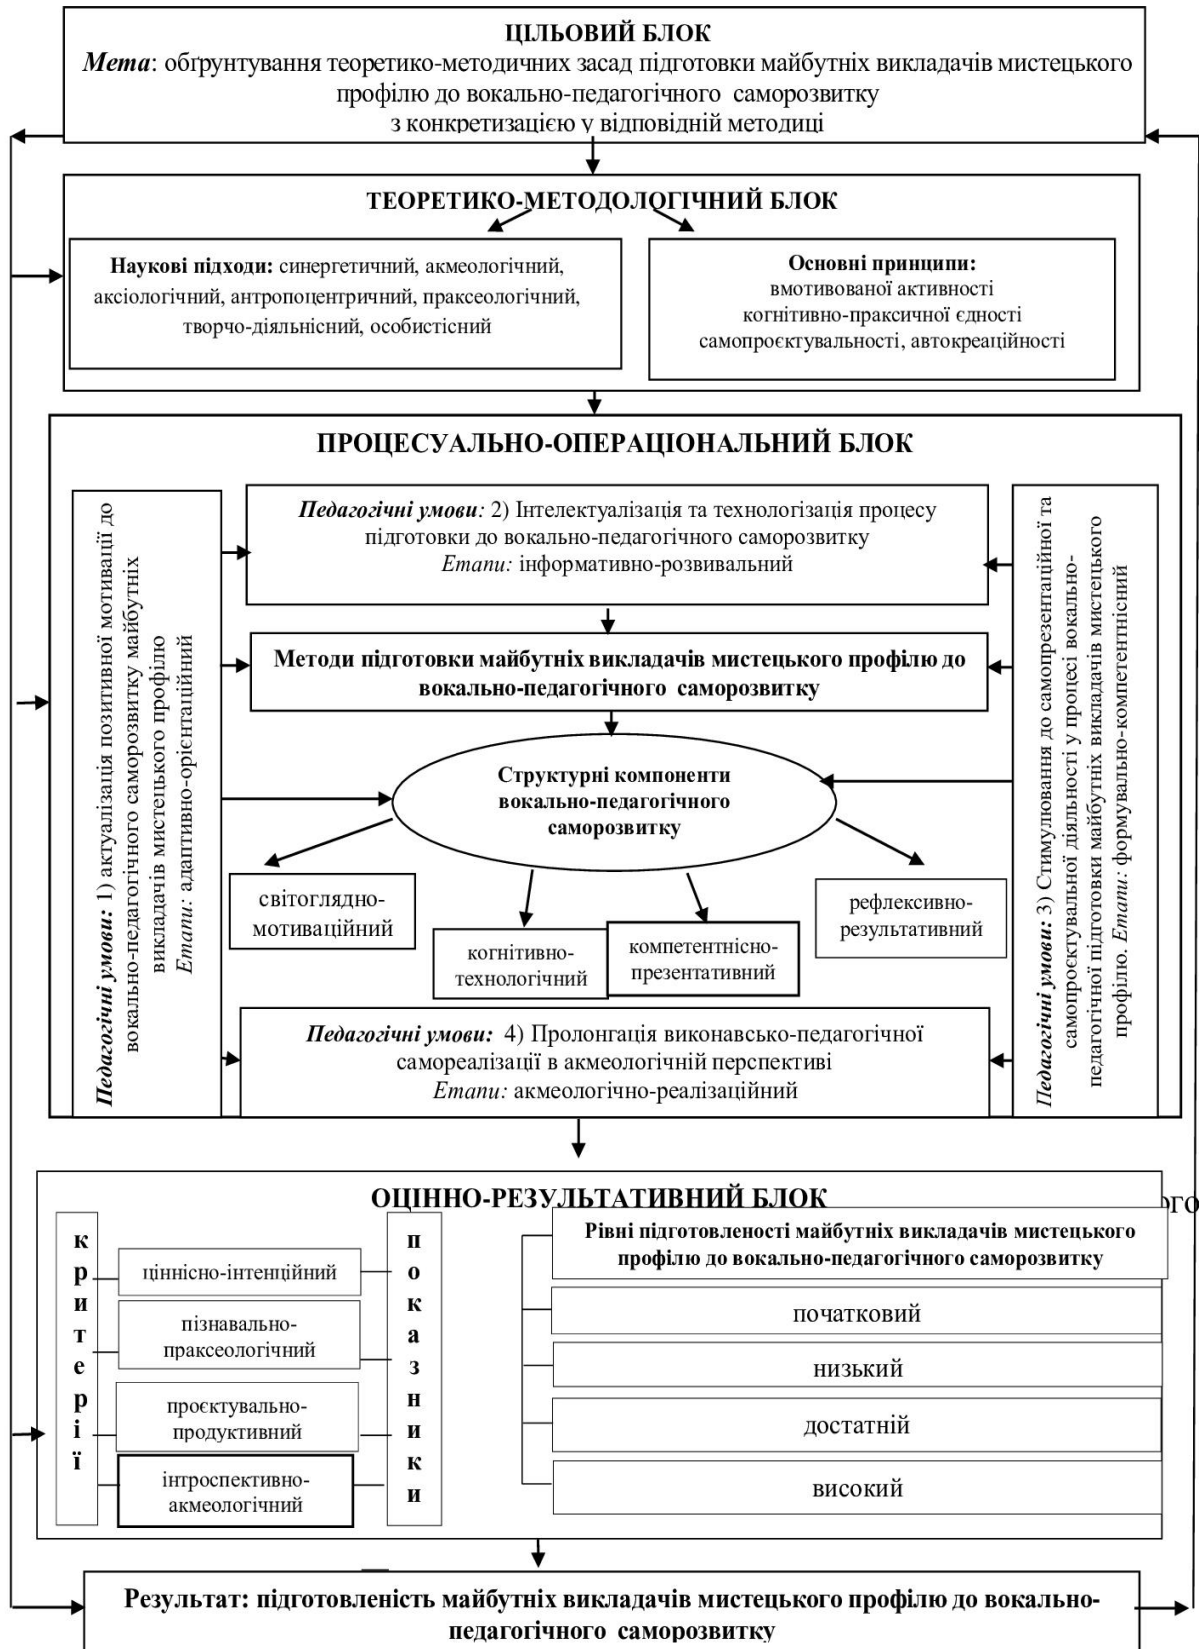 ЦІЛЬОВИЙ БЛОК
Мета: обґрунтування теоретико-методичних засад підготовки майбутніх викладачів мистецького
профілю до вокально-педагогічного саморозвитку
з конкретизацією у відповідній методиці
ТЕОРЕТИКО-МЕТОДОЛОГІЧНИЙ БЛОК
Наукові підходи: синергетичний, акмеологічний,
аксіологічний, антропоцентричний, праксеологічний,
творчо-діяльнісний, особистісний
Основні принципи:
вмотивованої активності
когнітивно-праксичної єдності
самопроєктувальності, автокреаційності
ПРОЦЕСУАЛЬНО-ОПЕРАЦІОНАЛЬНИЙ БЛОК
Педагогічні умови: 1) актуалізація позитивної мотивації до
вокально-педагогічного саморозвитку майбутніх
викладачів мистецького профілю
Етапи: адаптивно-орієнтаційний
Педагогічні умови: 2) Інтелектуалізація та технологізація процесу
підготовки до вокально-педагогічного саморозвитку
Етапи: інформативно-розвивальний
Методи підготовки майбутніх викладачів мистецького профілю до
вокально-педагогічного саморозвитку
Структурні компоненти
вокально-педагогічного
саморозвитку
світоглядно-
мотиваційний
когнітивно-
технологічний
компетентнісно-
презентативний
рефлексивно-
результативний
Педагогічні умови: 4) Пролонгація виконавсько-педагогічної
самореалізації в акмеологічній перспективі
Етапи: акмеологічно-реалізаційний
Педагогічні умови: 3) Стимулювання до самопрезентаційної та
самопроєктувальної діяльності у процесі вокально-
педагогічної підготовки майбутніх викладачів мистецького
профілю. Етапи: формувально-компетентнісний
ОЦІННО-РЕЗУЛЬТАТИВНИЙ БЛОК
критерії
ціннісно-інтенційний
пізнавально-
праксеологічний
проєктувально-
продуктивний
інтроспективно-
акмеологічний
показники
Рівні підготовленості майбутніх викладачів мистецького
профілю до вокально-педагогічного саморозвитку
початковий
низький
достатній
високий
Результат: підготовленість майбутніх викладачів мистецького профілю до вокально-
педагогічного саморозвитку